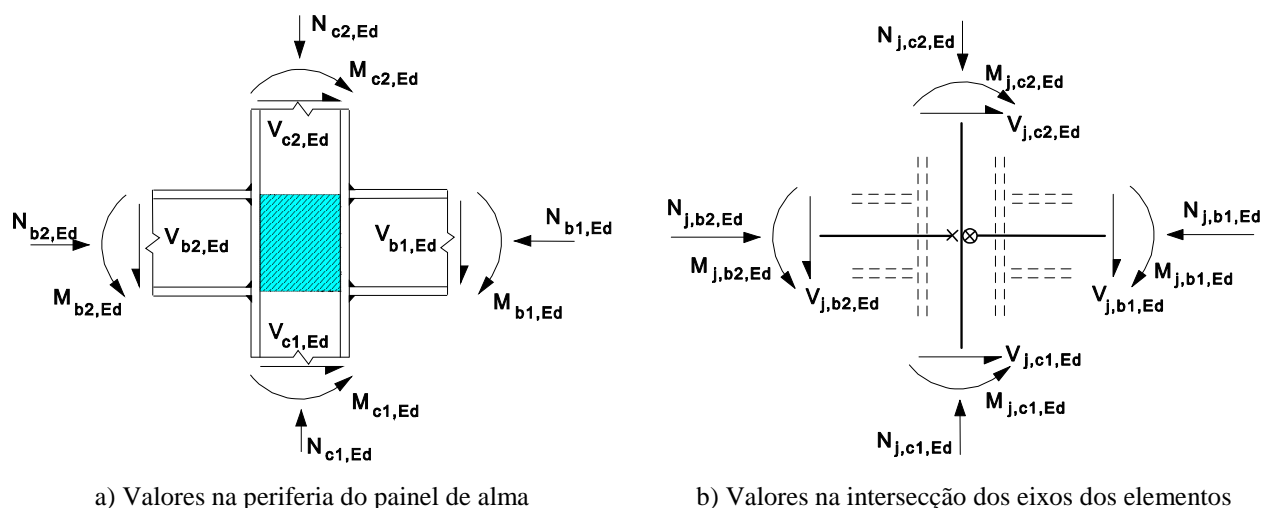 N c2,Ed
M c2,Ed
V c2,Ed
N b2,Ed
V b2,Ed
M b2,Ed
V b1,Ed
N b1,Ed
M b1,Ed
V c1,Ed
M c1,Ed
N c1,Ed
a) Valores na periferia do painel de alma
N j,c2,Ed
M j,c2,Ed
V j,c2,Ed
N j,b2,Ed
M j,b2,Ed
V j,b2,Ed
N j,b1,Ed
M j,b1,Ed
V j,b1,Ed
V j,c1,Ed
M j,c1,Ed
N j,c1,Ed
b) Valores na intersecção dos eixos dos elementos